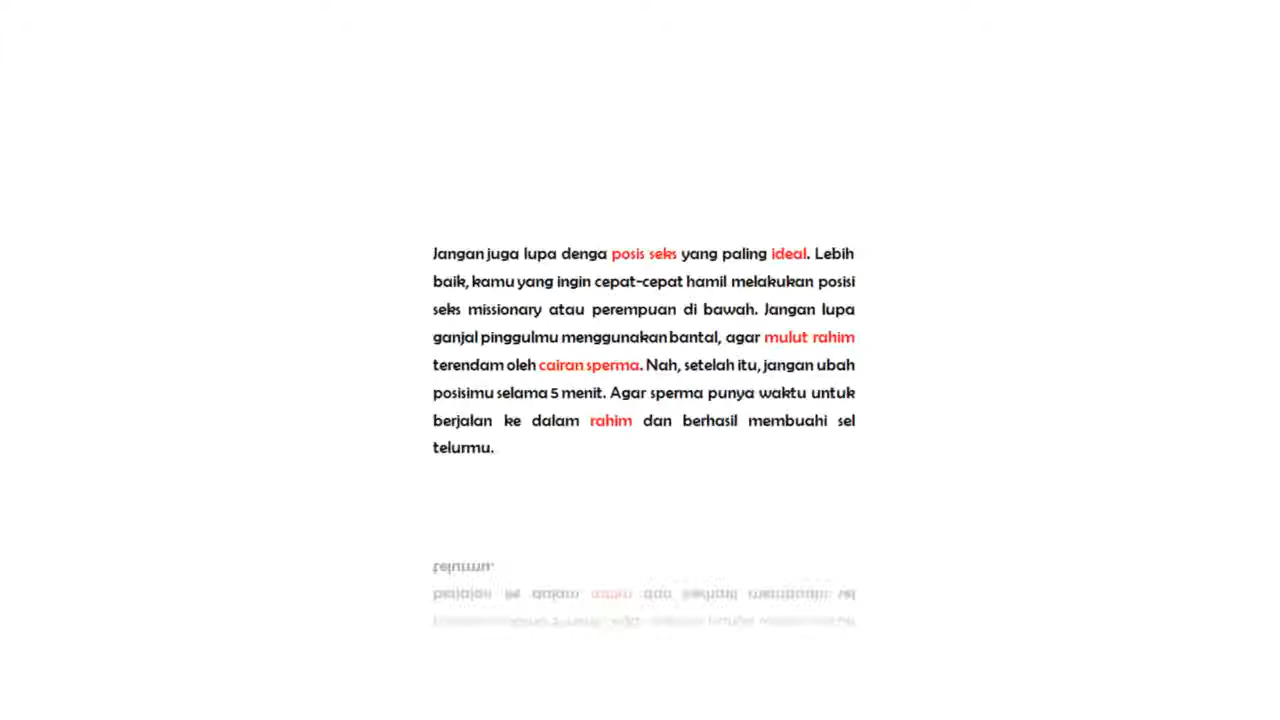 Jangan juga lupa denga posis seks yang paling ideal. Lebih
baik, kamu yang ingin cepat-cepat hamil melakukan posisi
seks missionary atau perempuan di bawah. Jangan lupa
ganjal pinggulmu menggunakan bantal, agar mulut rahim
terendam oleh cairan sperma. Nah, setelah itu, jangan ubah
posisimu selama 5 menit. Agar sperma punya waktu untuk
berjalan ke dalam rahim dan berhasil membuahi sel
telurmu.